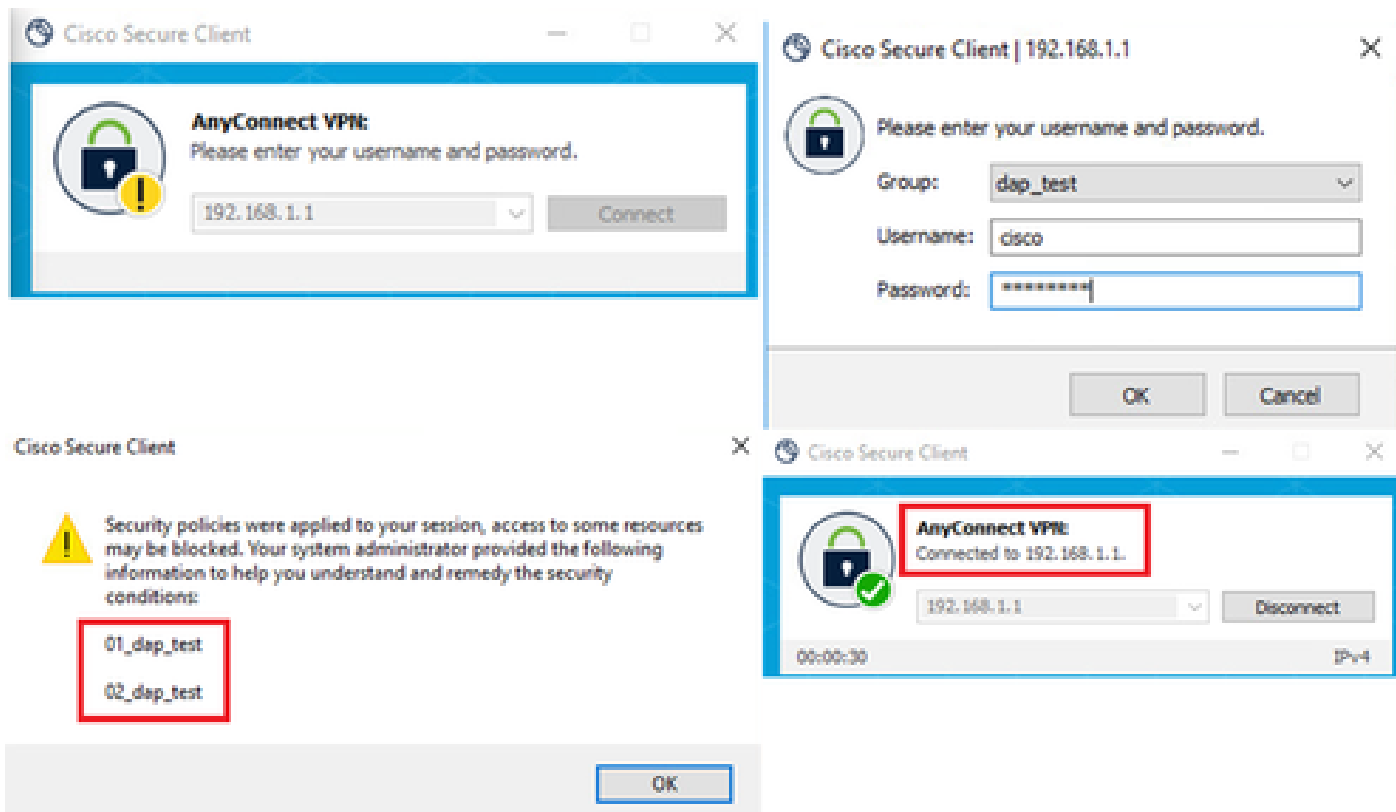 Cisco Secure Client
AnyConnect VPN:
Please enter your username and password.
192.168.1.1
Connect
Cisco Secure Client | 192.168.1.1
Please enter your username and password.
Group:
dap_test
Username:
cisco
Password:
********
OK
Cancel
Cisco Secure Client
Security policies were applied to your session, access to some resources
may be blocked. Your system administrator provided the following
information to help you understand and remedy the security
conditions:
01_dap_test
02_dap_test
OK
Cisco Secure Client
AnyConnect VPN:
Connected to 192.168.1.1.
192.168.1.1
Disconnect
00:00:30
IPv4